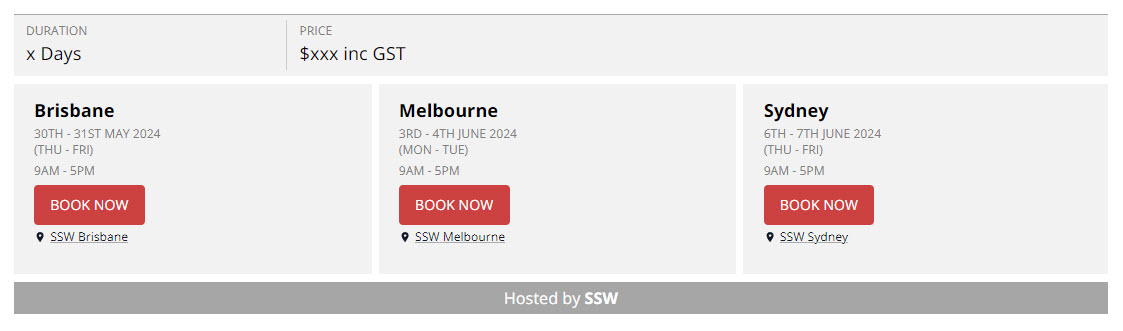 DURATION
x Days
PRICE
$xxx inc GST
Brisbane
30TH - 31ST MAY 2024
(THU - FRI)
9AM - 5PM
BOOK NOW
SSW Brisbane
Melbourne
3RD - 4TH JUNE 2024
(MON - TUE)
9AM - 5PM
BOOK NOW
SSW Melbourne
Sydney
6TH - 7TH JUNE 2024
(THU - FRI)
9AM - 5PM
BOOK NOW
SSW Sydney
Hosted by SSW